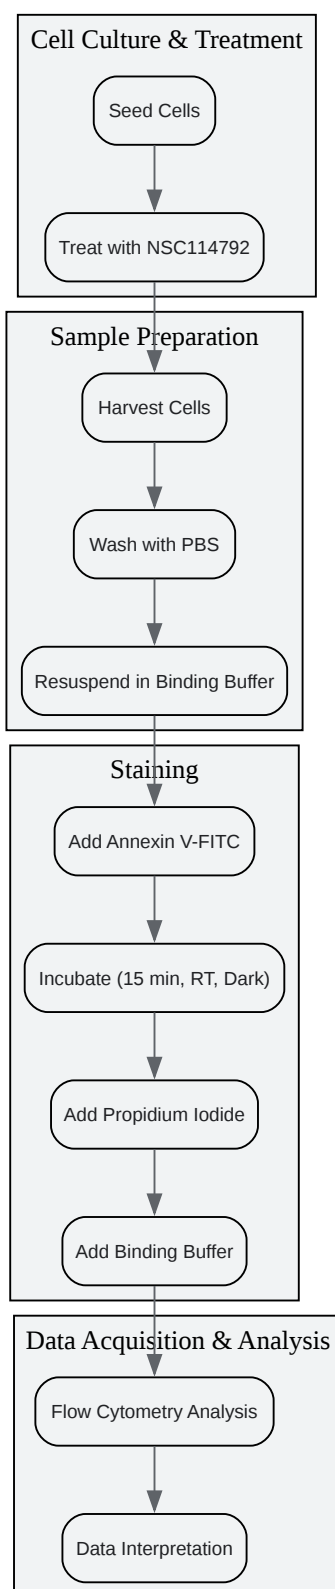 Cell Culture & Treatment
Seed Cells
Treat with NSC114792
Sample Preparation
Harvest Cells
Wash with PBS
Resuspend in Binding Buffer
Staining
Add Annexin V-FITC
Incubate (15 min, RT, Dark)
Add Propidium Iodide
Add Binding Buffer
Data Acquisition & Analysis
Flow Cytometry Analysis
Data Interpretation